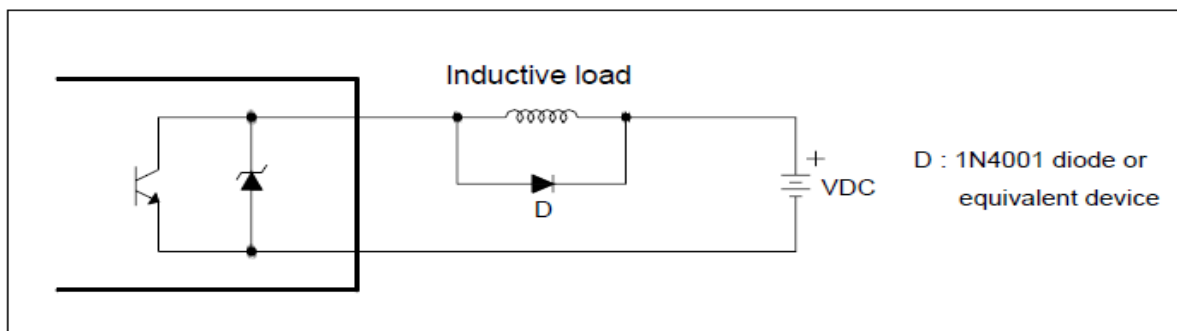 Inductive load
D
+
VDC
D : 1N4001 diode or
equivalent device